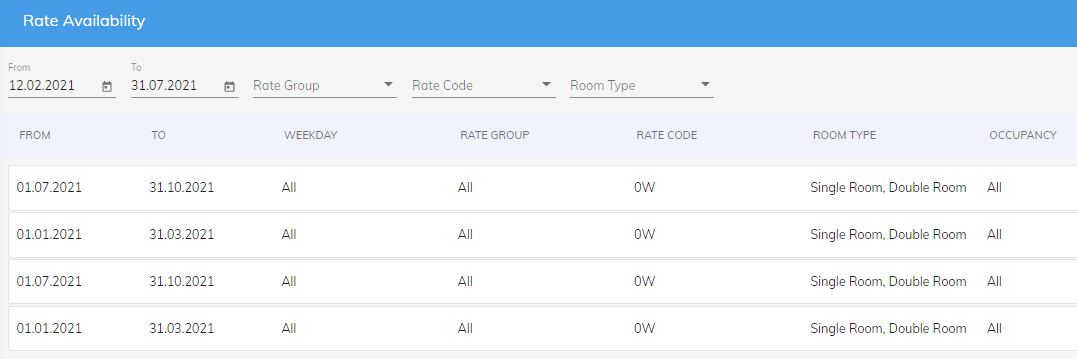 Rate Availability
From To
12.02.2021 31.07.2021 Rate Group Rate Code Room Type
FROM TO WEEKDAY RATE GROUP RATE CODE ROOM TYPE OCCUPANCY
01.07.2021 31.10.2021 All All 0W Single Room, Double Room All
01.01.2021 31.03.2021 All All 0W Single Room, Double Room All
01.07.2021 31.10.2021 All All 0W Single Room, Double Room All
01.01.2021 31.03.2021 All All 0W Single Room, Double Room All